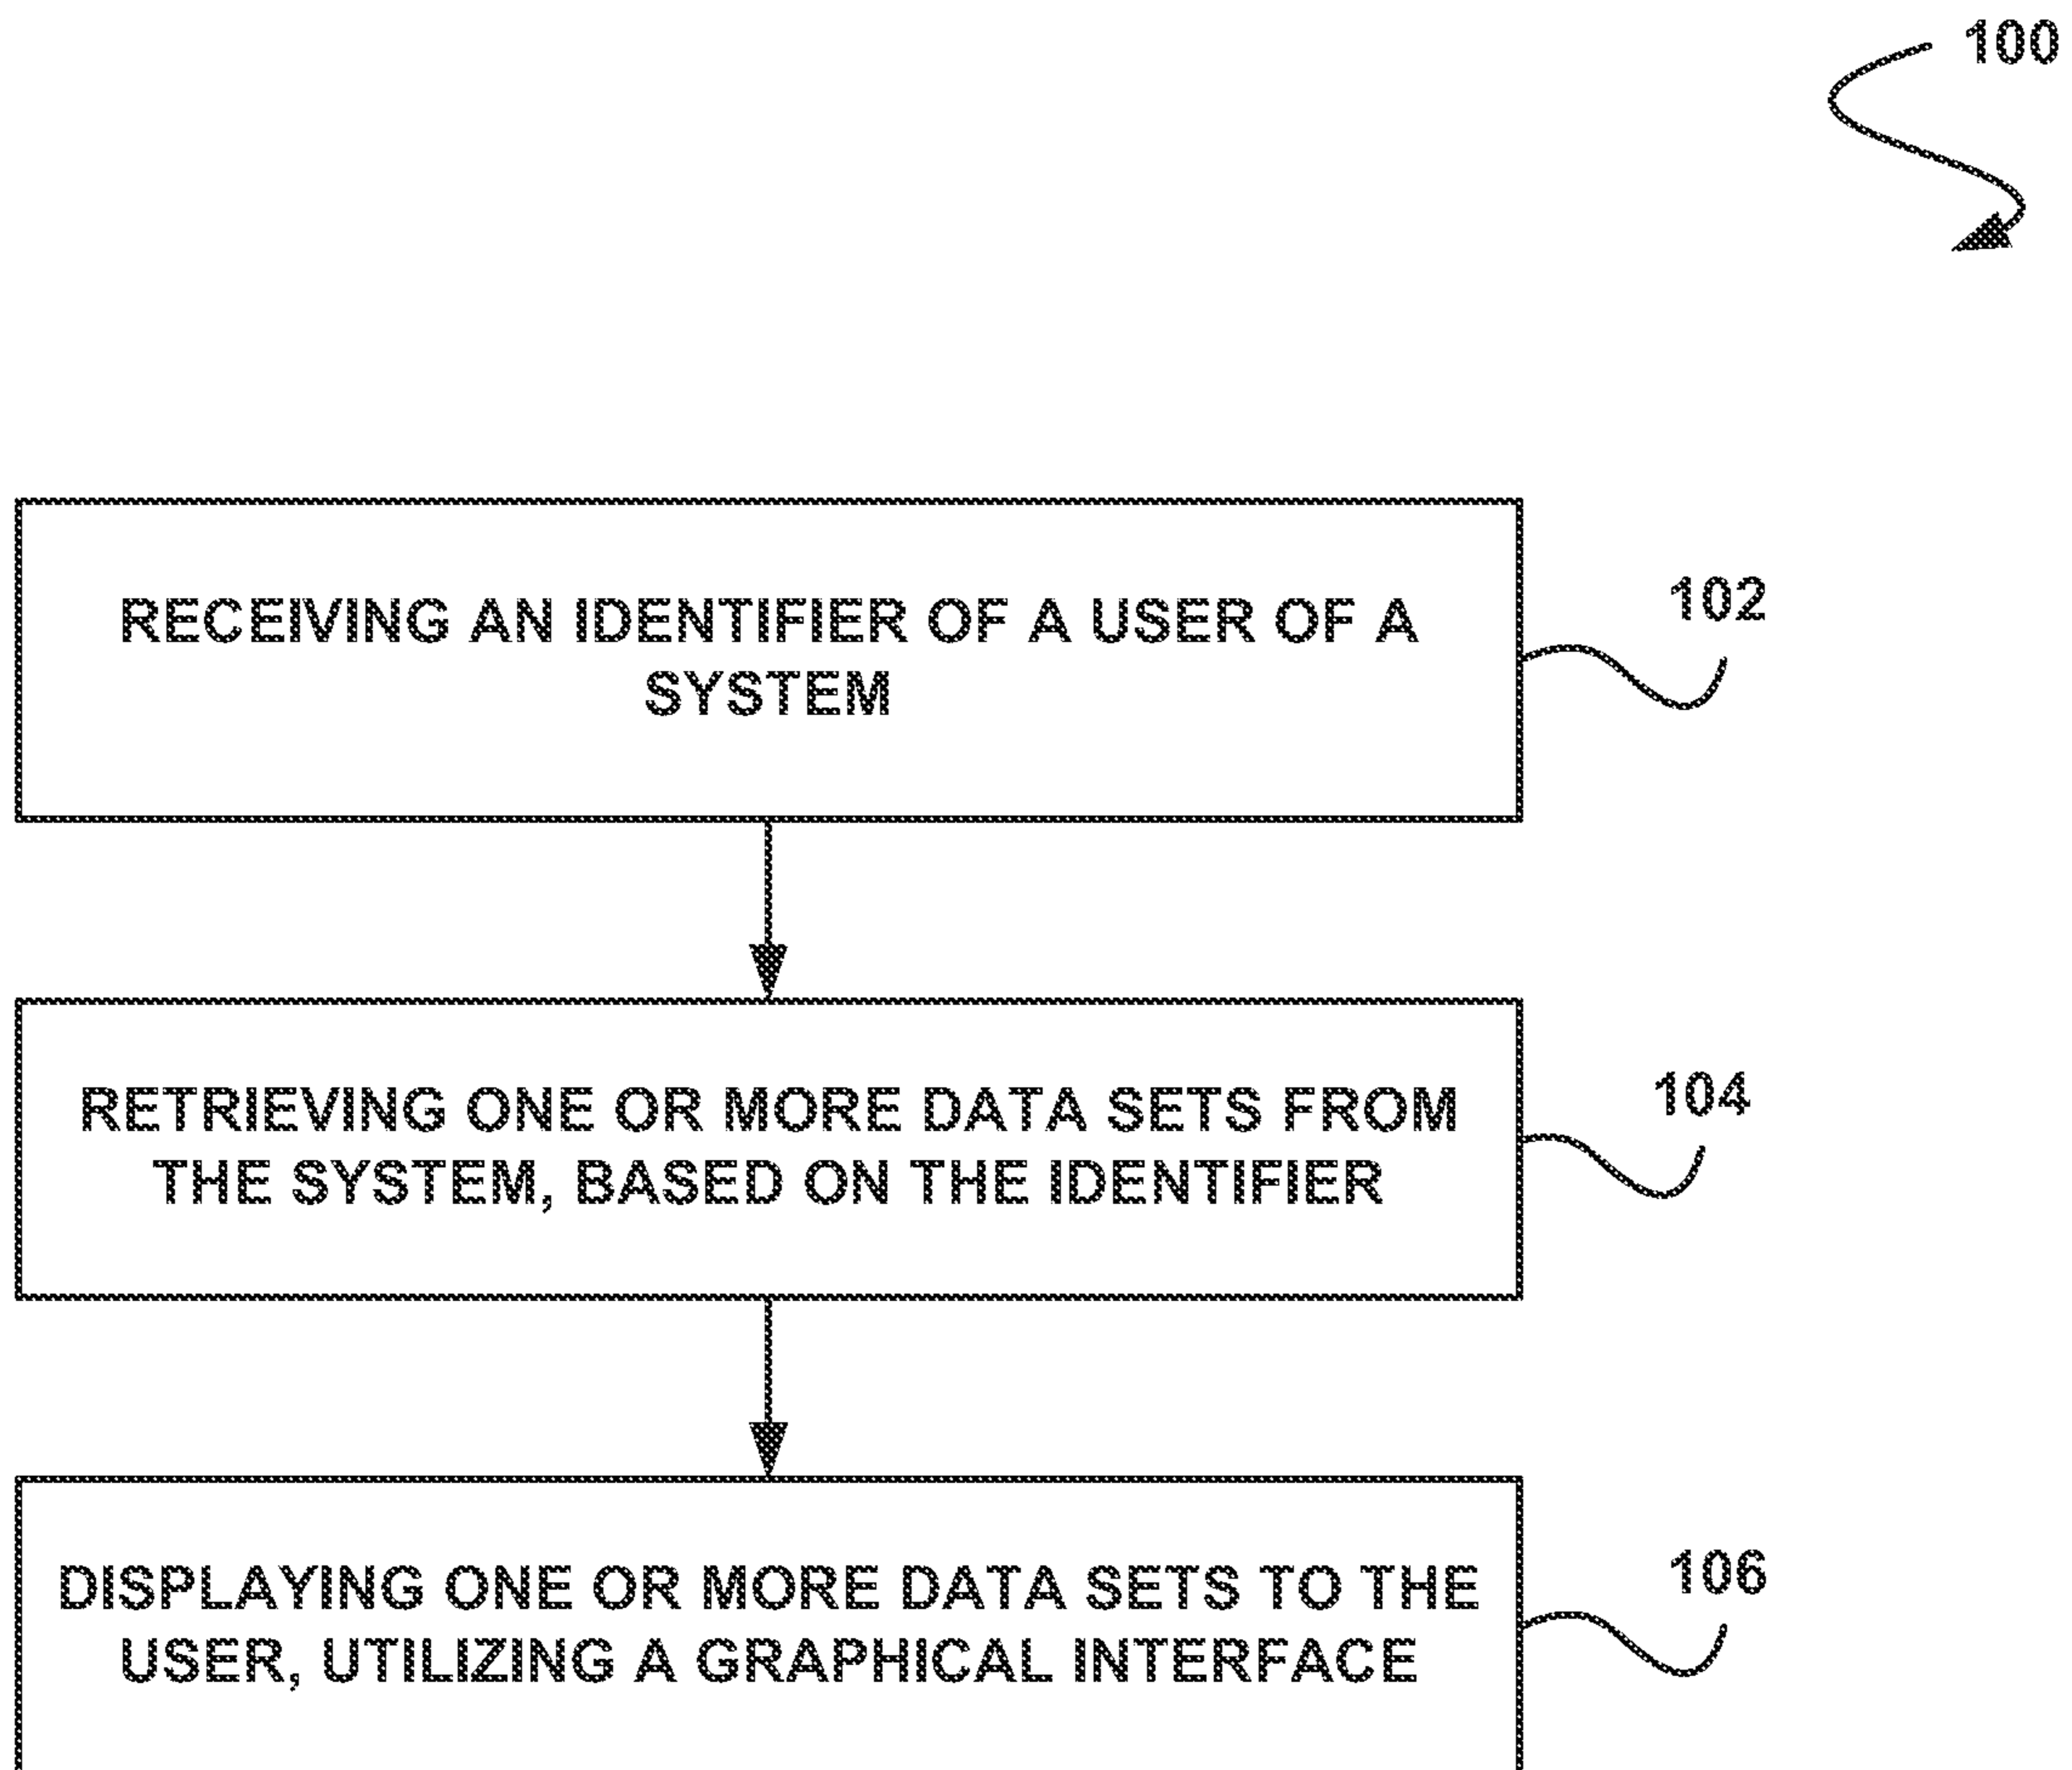 100
RECEIVING AN IDENTIFIER OF A USER OF A
SYSTEM
102
RETRIEVING ONE OR MORE DATA SETS FROM
THE SYSTEM, BASED ON THE IDENTIFIER
104
DISPLAYING ONE OR MORE DATA SETS TO THE
USER, UTILIZING A GRAPHICAL INTERFACE
106